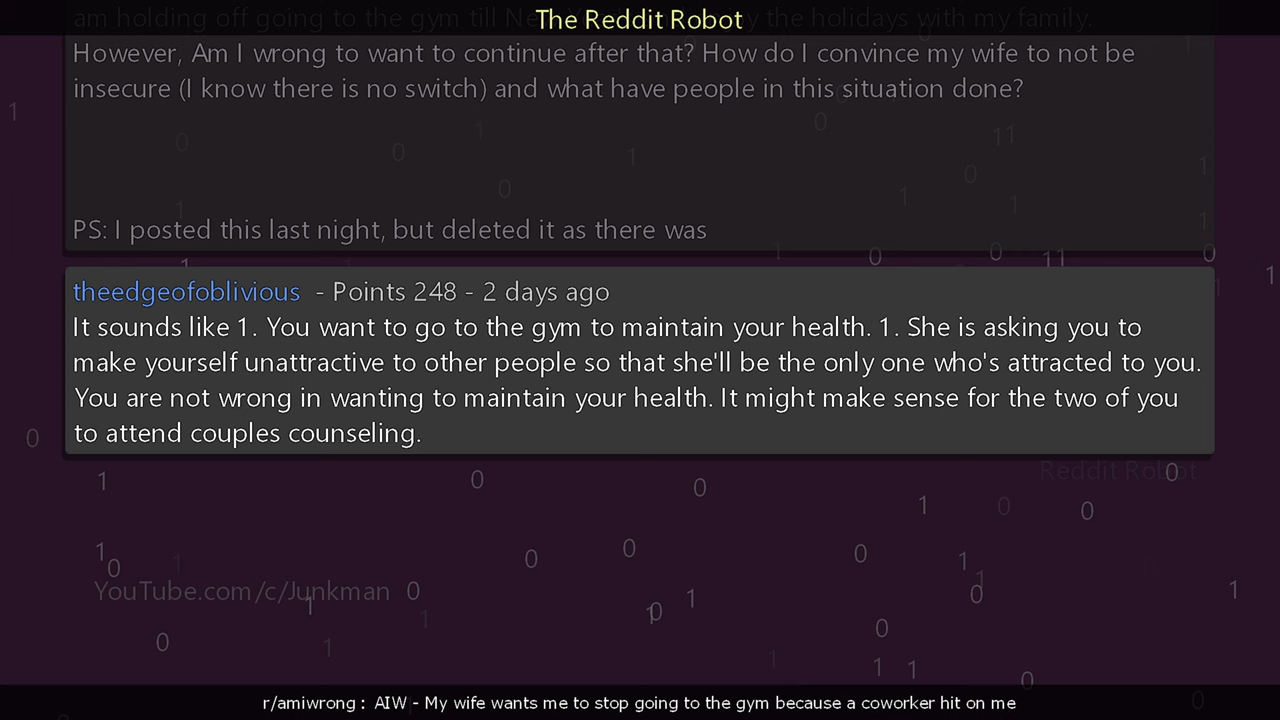 The Reddit Robot
am holding off going to the gym till
the holidays with my family.
However, Am I wrong to want to continue after that? How do I convince my wife to not be
insecure (I know there is no switch) and what have people in this situation done?
PS: I posted this last night, but deleted it as there was
theedgeofoblivious - Points 248 - 2 days ago
It sounds like 1. You want to go to the gym to maintain your health. 1. She is asking you to
make yourself unattractive to other people so that she'll be the only one who's attracted to you.
You are not wrong in wanting to maintain your health. It might make sense for the two of you
to attend couples counseling.
Reddit Robot
YouTube.com/c/Junkman
r/amiwrong : AIW - My wife wants me to stop going to the gym because a coworker hit on me